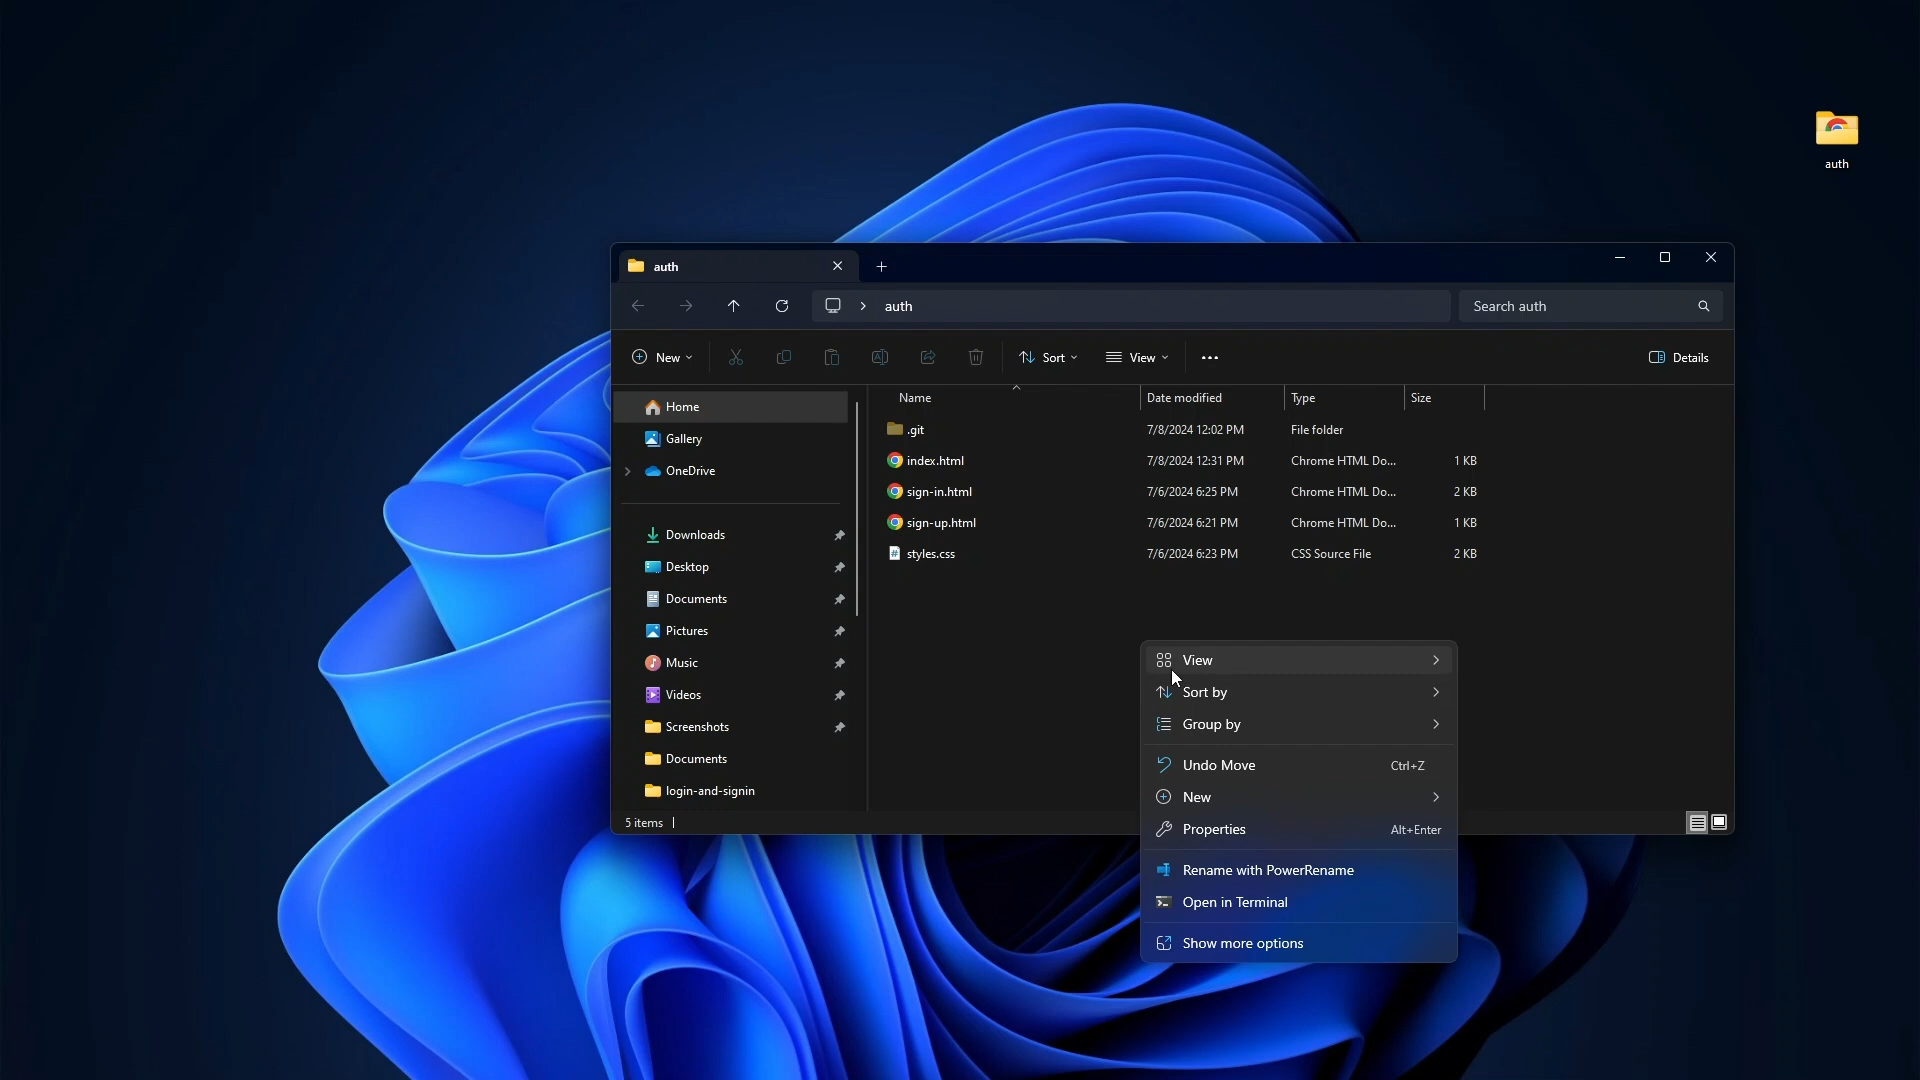 auth
auth
auth
Search auth
New
Sort
View
Details
Name
Date modified
Type
Size
Home
Gallery
OneDrive
Downloads
Desktop
Documents
Pictures
Music
Videos
Screenshots
Documents
login-and-signin
.git 7/8/2024 12:02 PM File folder
index.html 7/8/2024 12:31 PM Chrome HTML Do... 1 KB
sign-in.html 7/6/2024 6:25 PM Chrome HTML Do... 2 KB
sign-up.html 7/6/2024 6:21 PM Chrome HTML Do... 1 KB
styles.css 7/6/2024 6:23 PM CSS Source File 2 KB
View
Sort by
Group by
Undo Move Ctrl+Z
New
Properties Alt+Enter
Rename with PowerRename
Open in Terminal
Show more options
5 items